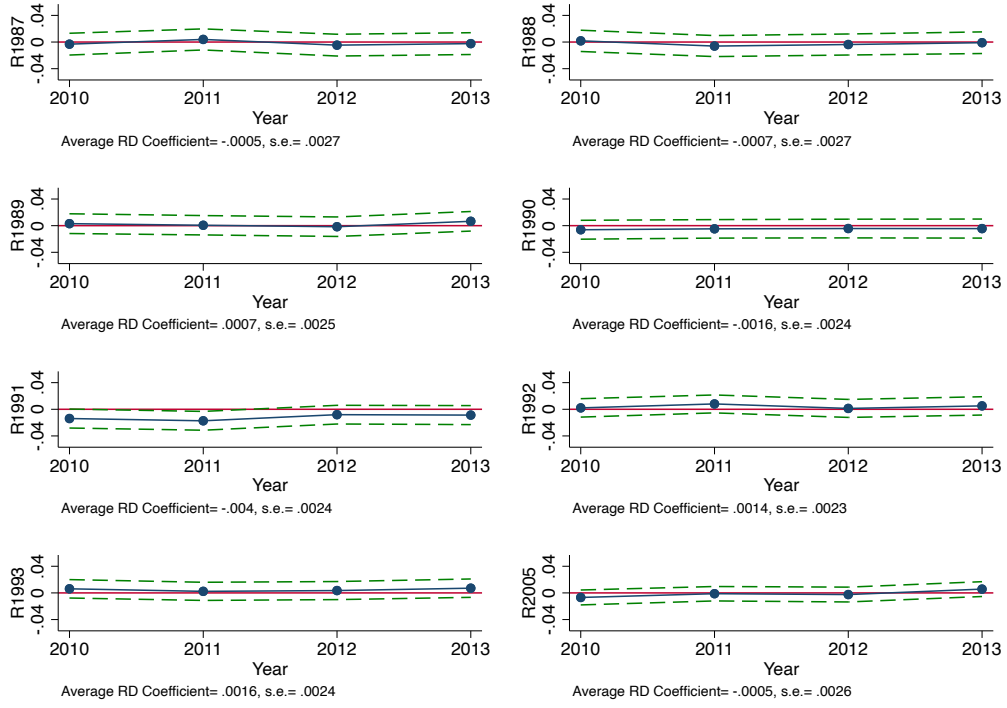 R1987
.04
0
-.04
2010 2011 2012 2013
Year
Average RD Coefficient= -.0005, s.e.= .0027
R1988
.04
0
-.04
2010 2011 2012 2013
Year
Average RD Coefficient= -.0007, s.e.= .0027
R1989
.04
0
-.04
2010 2011 2012 2013
Year
Average RD Coefficient= .0007, s.e.= .0025
R1990
.04
0
-.04
2010 2011 2012 2013
Year
Average RD Coefficient= -.0016, s.e.= .0024
R1991
.04
0
-.04
2010 2011 2012 2013
Year
Average RD Coefficient= -.004, s.e.= .0024
R1992
.04
0
-.04
2010 2011 2012 2013
Year
Average RD Coefficient= .0014, s.e.= .0023
R1993
.04
0
-.04
2010 2011 2012 2013
Year
Average RD Coefficient= .0016, s.e.= .0024
R2005
.04
0
-.04
2010 2011 2012 2013
Year
Average RD Coefficient= -.0005, s.e.= .0026